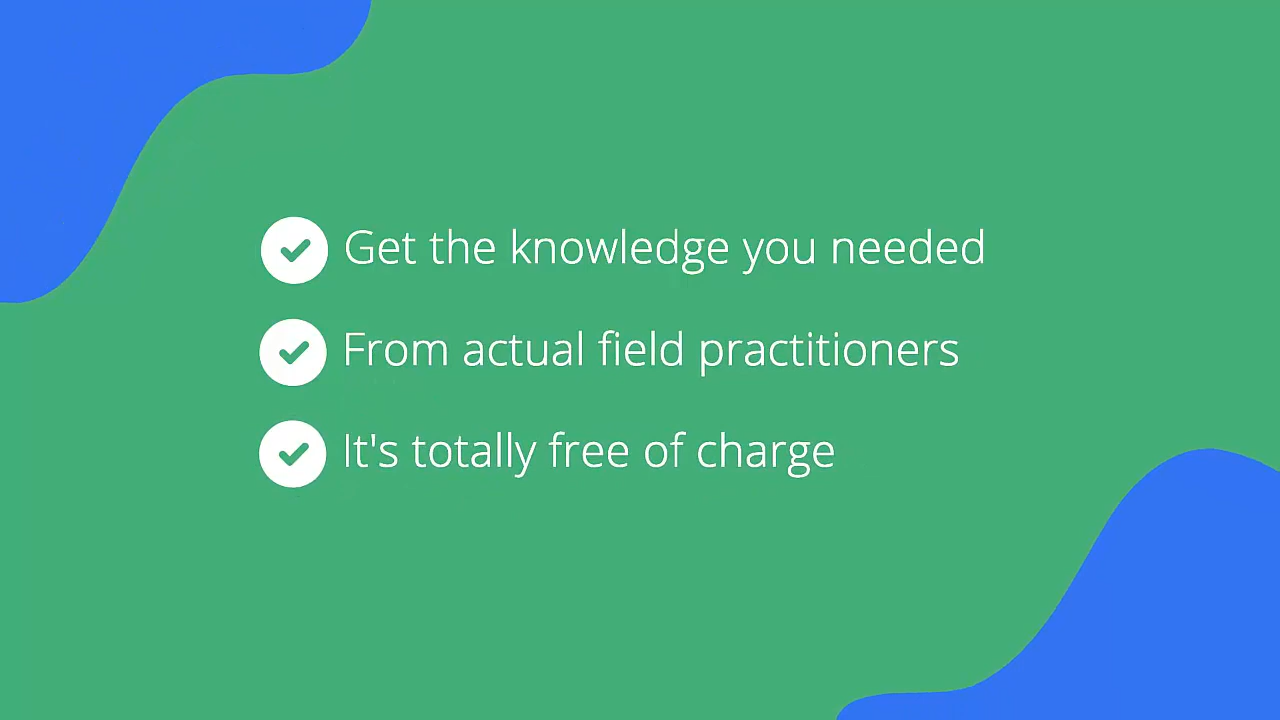 Get the knowledge you needed
From actual field practitioners
It's totally free of charge